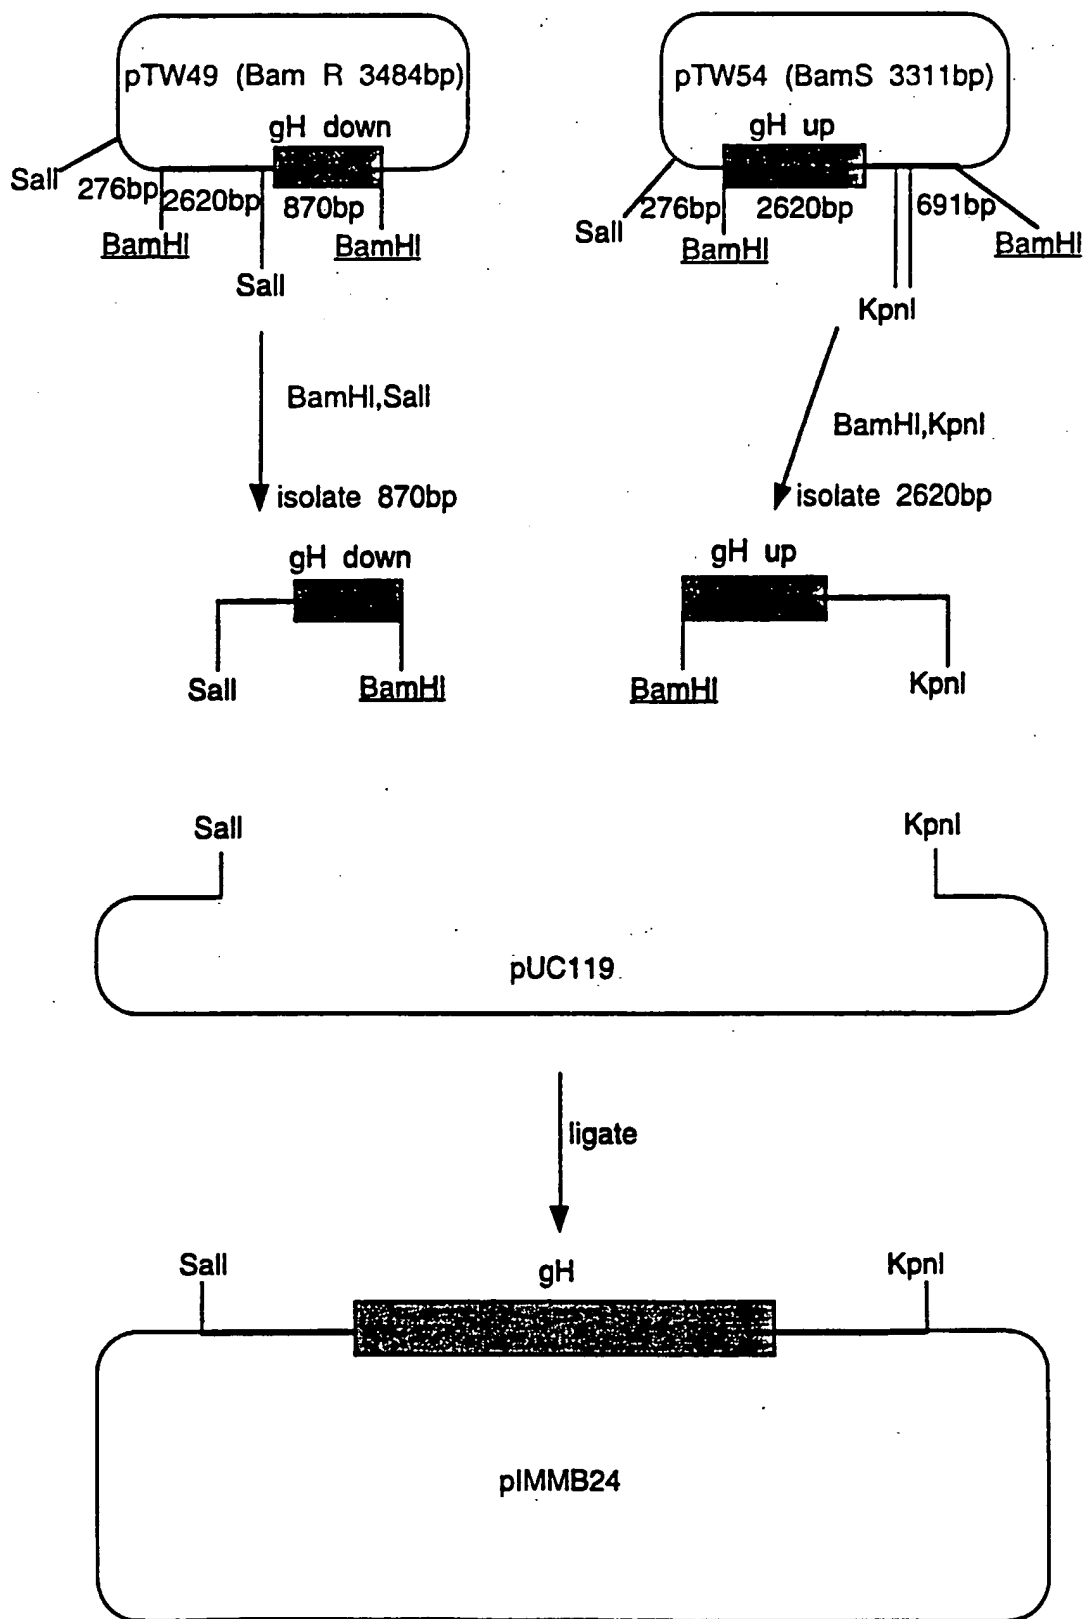 pTW49 (Bam R 3484bp)
gH down
SalI
276bp
2620bp
870bp
BamHI
BamHI
SalI
pTW54 (BamS 3311bp)
gH up
SalI
276bp
2620bp
691bp
BamHI
BamHI
KpnI
BamHI,SalI
BamHI,KpnI
isolate 870bp
isolate 2620bp
gH down
SalI
BamHI
gH up
BamHI
KpnI
SalI
KpnI
pUC119
ligate
SalI
gH
KpnI
pIMMB24